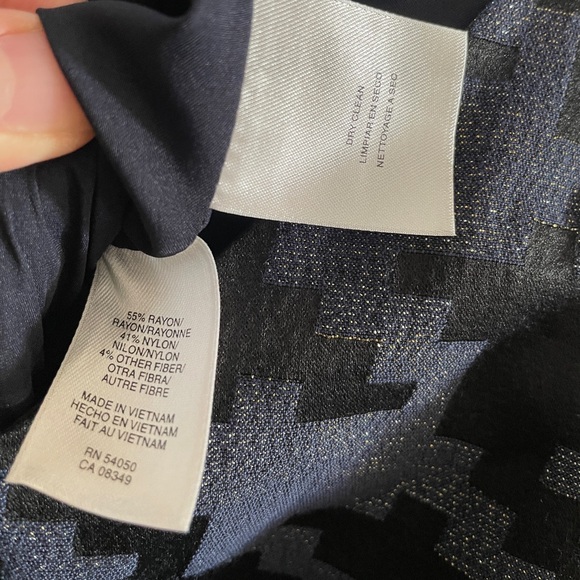 DRY CLEAN
LIMPIAR EN SECO
NETTOYAGE A SEC
55% RAYON/
RAYON/RAYONNE
41% NYLON/
NILON/NYLON
4% OTHER FIBER/
OTRA FIBRA/
AUTRE FIBRE
MADE IN VIETNAM
HECHO EN VIETNAM
FAIT AU VIETNAM
RN 54050
CA 08349